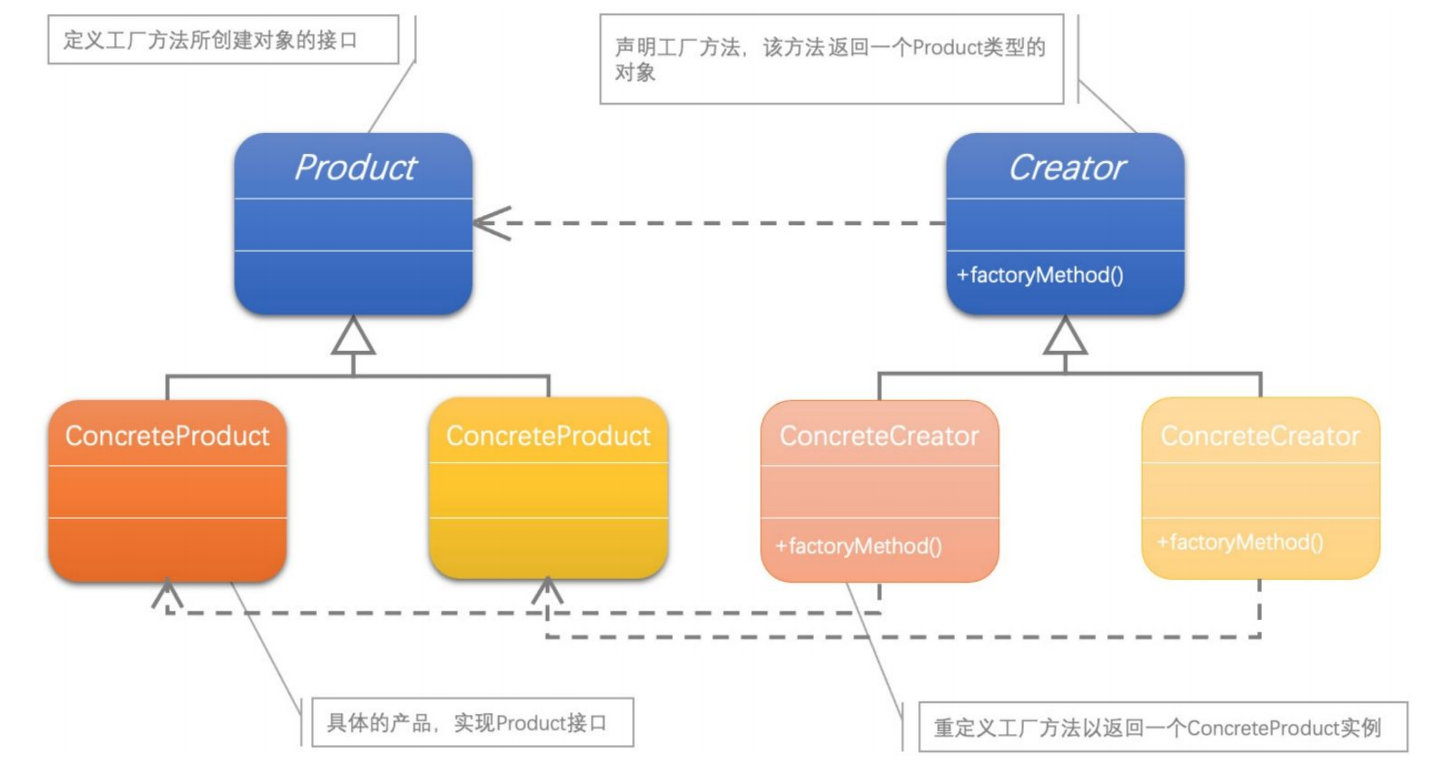 定义工厂方法所创建对象的接口
声明工厂方法，该方法返回一个Product类型的
对象
Product
Creator
+factoryMethod()
ConcreteProduct
ConcreteProduct
ConcreteCreator
ConcreteCreator
+factoryMethod()
+factoryMethod()
具体的产品，实现Product接口
重定义工厂方法以返回一个ConcreteProduct实例